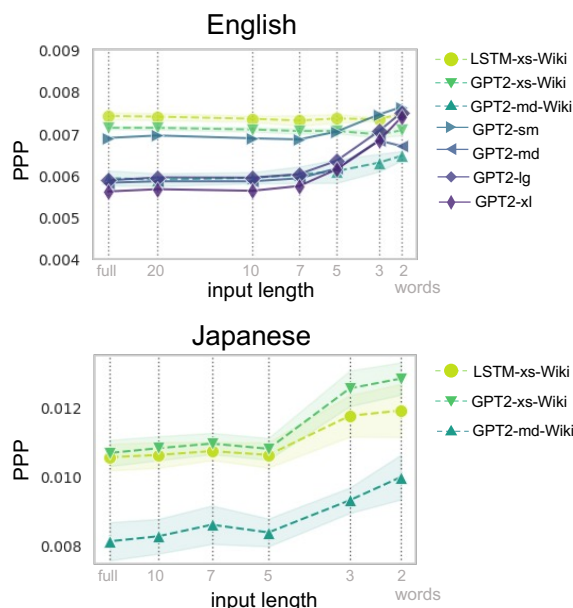 English
0.009
0.008
0.007
0.006
0.005
0.004
PPP
full 20 10 7 5 3 2
input length
words
LSTM-xs-Wiki
GPT2-xs-Wiki
GPT2-md-Wiki
GPT2-sm
GPT2-md
GPT2-lg
GPT2-xl
Japanese
0.012
0.010
0.008
PPP
full 10 7 5 3 2
input length
words
LSTM-xs-Wiki
GPT2-xs-Wiki
GPT2-md-Wiki